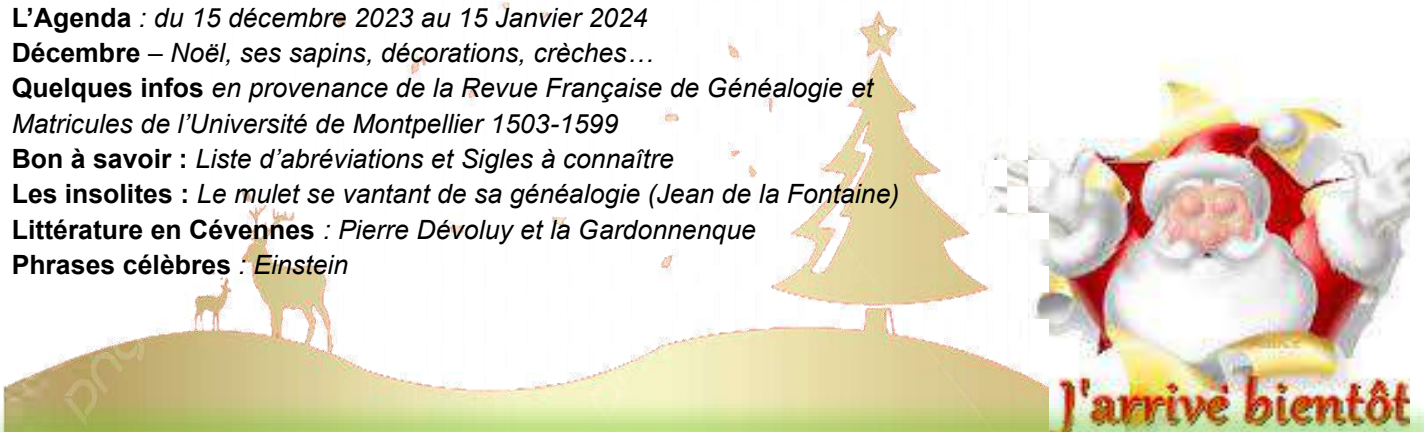 L’Agenda : du 15 décembre 2023 au 15 Janvier 2024
Décembre – Noël, ses sapins, décorations, crèches…
Quelques infos en provenance de la Revue Française de Généalogie et
Matricules de l’Université de Montpellier 1503-1599
Bon à savoir : Liste d’abréviations et Sigles à connaître
Les insolites : Le mulet se vantant de sa généalogie (Jean de la Fontaine)
Littérature en Cévennes : Pierre Dévoluy et la Gardonnenque
Phrases célèbres : Einstein
J'arrive bientôt